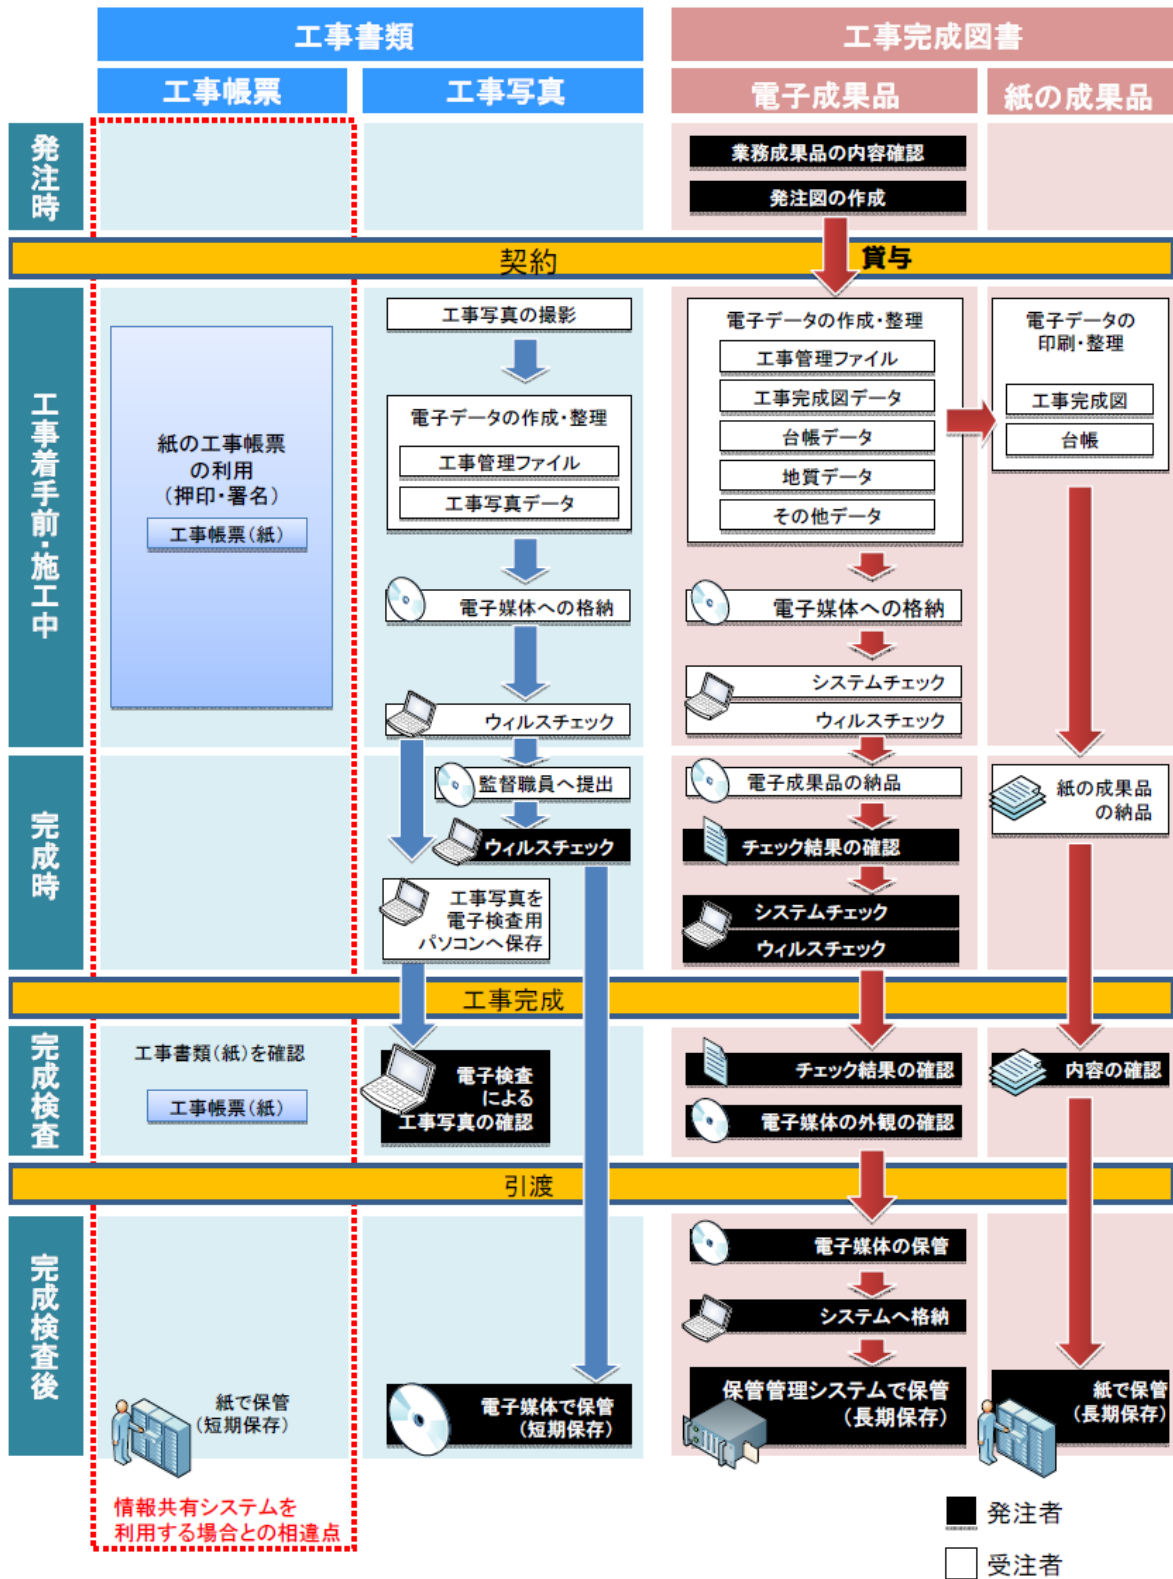 工事書類
工事完成図書
工事帳票
工事写真
電子成果品
紙の成果品
発注時
業務成果品の内容確認
発注図の作成
契約
貸与
工事着手前・施工中
紙の工事帳票
の利用
（押印・署名）
工事帳票（紙）
工事写真の撮影
電子データの作成・整理
工事管理ファイル
工事写真データ
電子媒体への格納
ウィルスチェック
電子データの作成・整理
工事管理ファイル
工事完成図データ
台帳データ
地質データ
その他データ
電子媒体への格納
システムチェック
ウィルスチェック
電子データの
印刷・整理
工事完成図
台帳
完成時
監督職員へ提出
ウィルスチェック
工事写真を
電子検査用
パソコンへ保存
電子成果品の納品
チェック結果の確認
システムチェック
ウィルスチェック
紙の成果品
の納品
工事完成
完成検査
工事書類（紙）を確認
工事帳票（紙）
電子検査
による
工事写真の確認
チェック結果の確認
電子媒体の外観の確認
内容の確認
引渡
完成検査後
紙で保管
（短期保存）
電子媒体で保管
（短期保存）
電子媒体の保管
システムへ格納
保管管理システムで保管
（長期保存）
紙で保管
（長期保存）
情報共有システムを
利用する場合との相違点
発注者
受注者